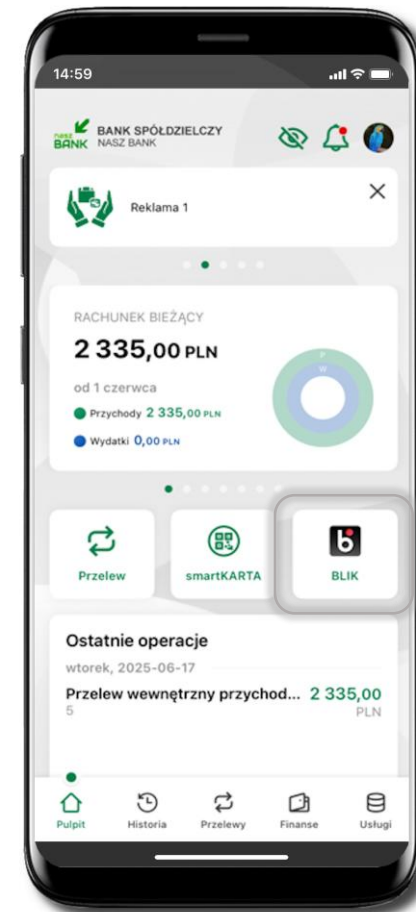 14:59
nasz BANK
BANK SPÓŁDZIELCZY
NASZ BANK
Reklama 1
RACHUNEK BIEŻĄCY
2 335,00 PLN
od 1 czerwca
Przychody 2 335,00 PLN
Wydatki 0,00 PLN
P
W
Przelew
smartKARTA
BLIK
Ostatnie operacje
wtorek, 2025-06-17
Przelew wewnętrzny przychod... 2 335,00
5 PLN
Pulpit Historia Przelewy Finanse Usługi